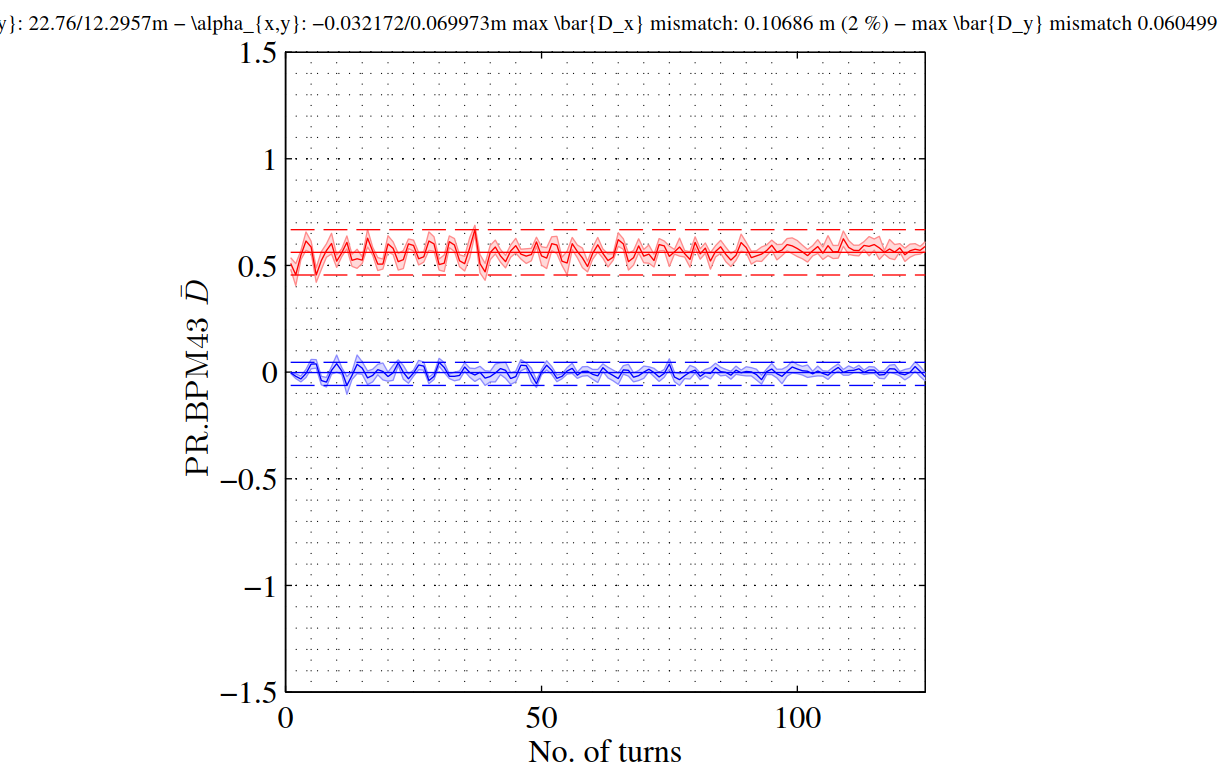 y}: 22.76/12.2957m − \alpha_{x,y}: −0.032172/0.069973m max \bar{D_x} mismatch: 0.10686 m (2 %) − max \bar{D_y} mismatch 0.060499
1.5
1
0.5
0
−0.5
−1
−1.5
PR.BPM43 D̄
0 50 100
No. of turns